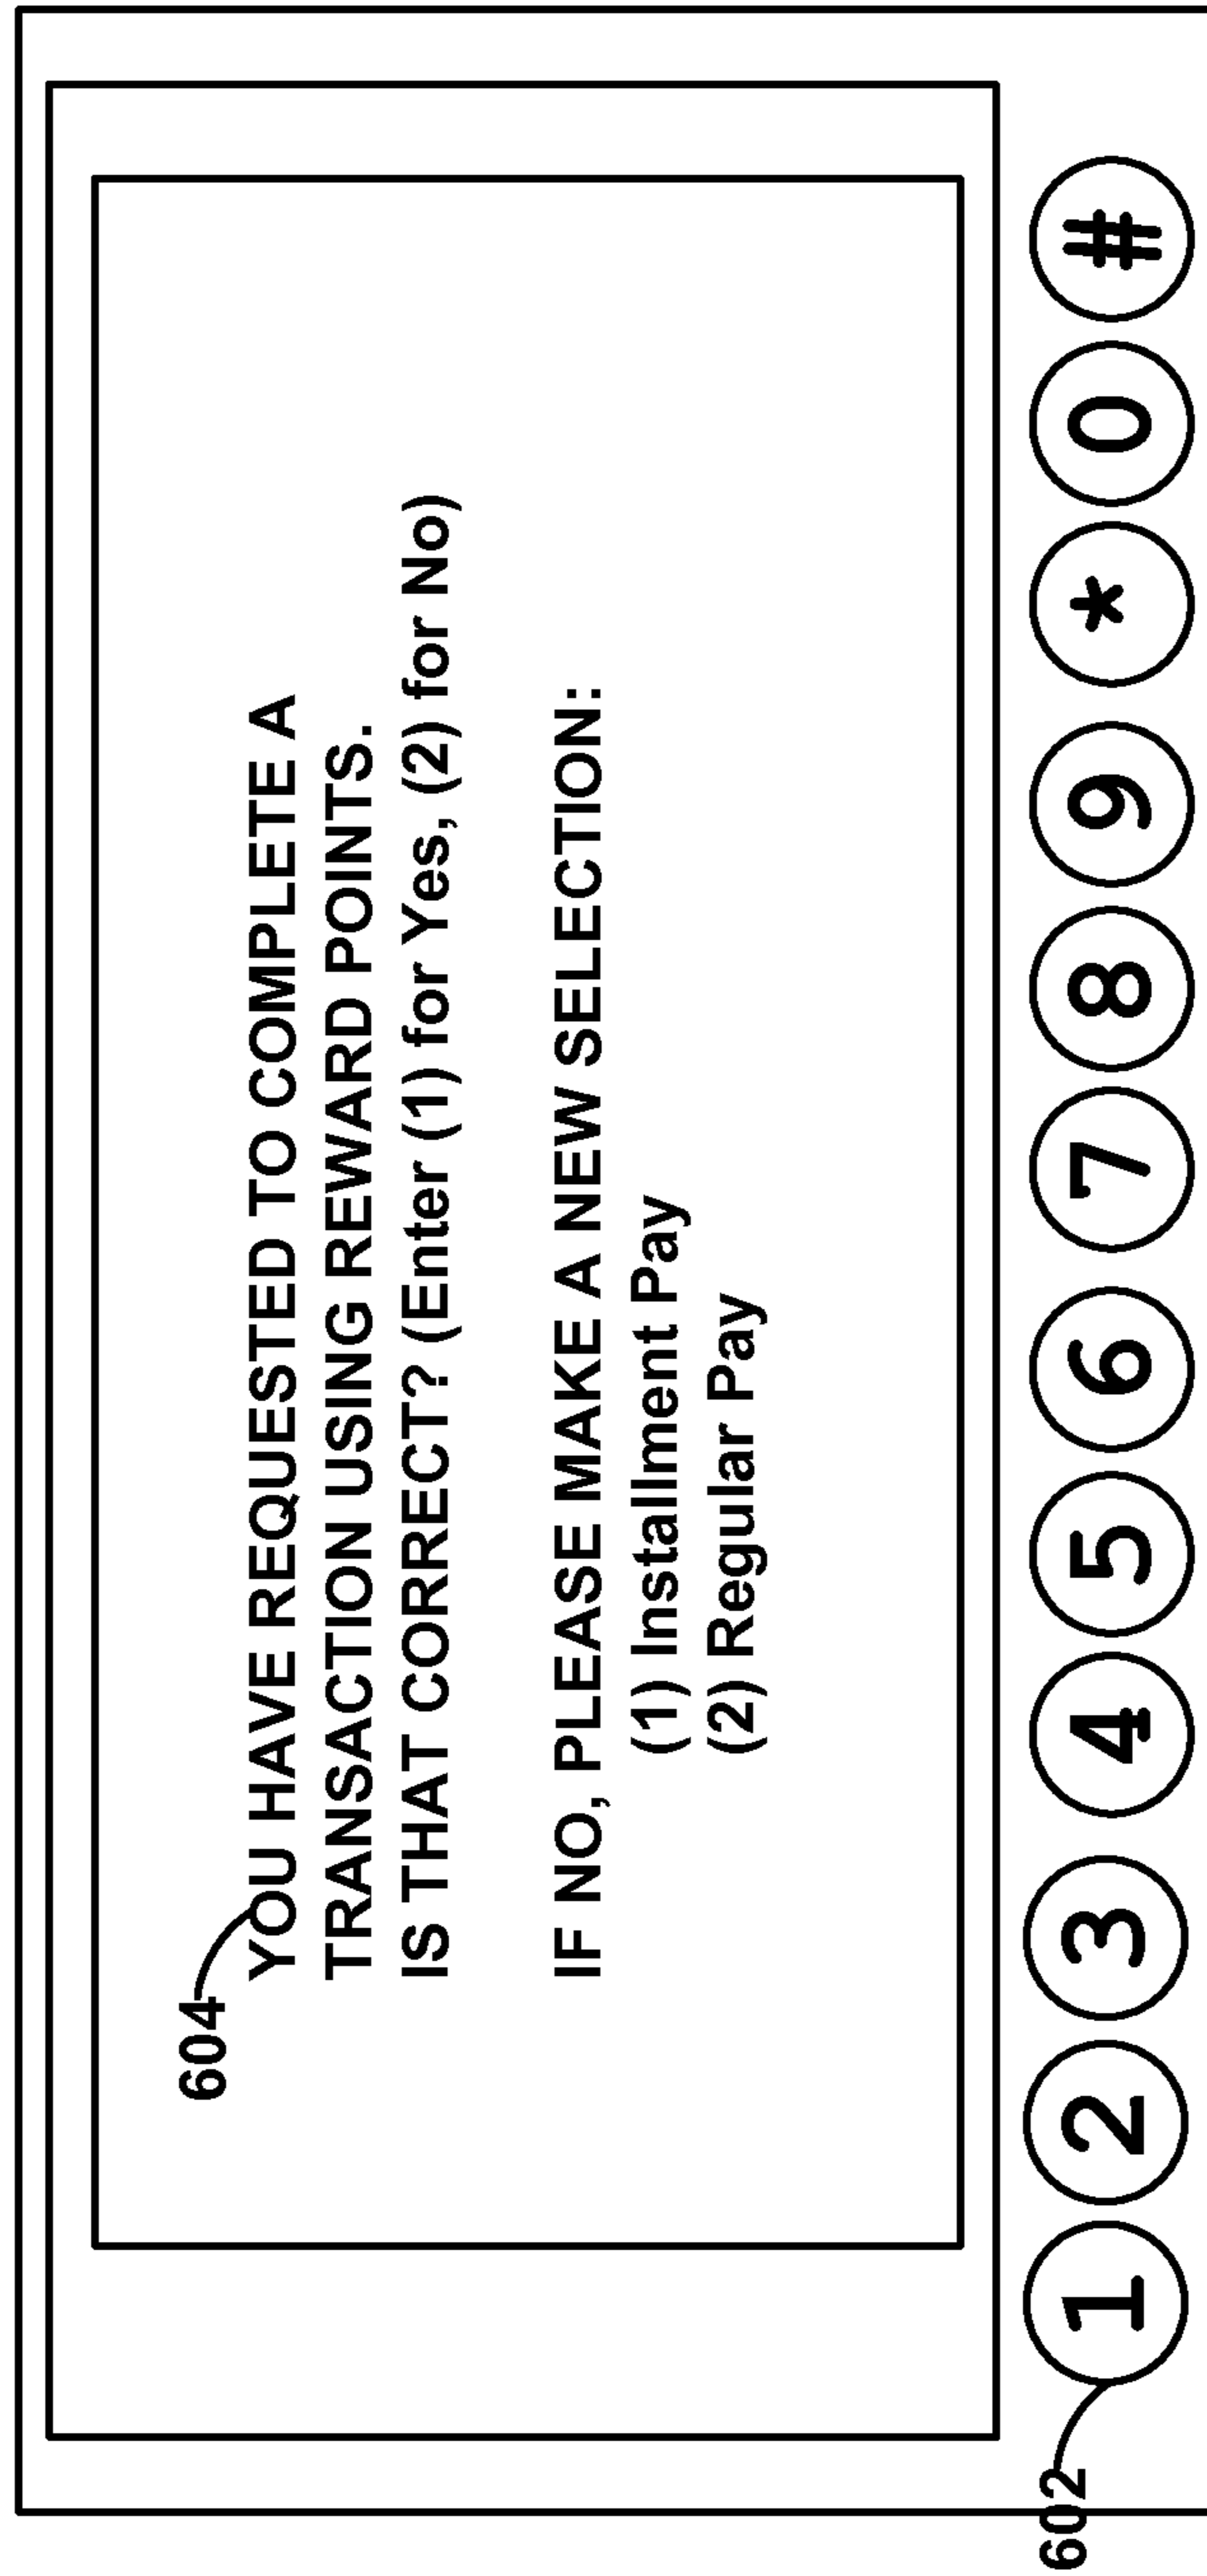 604
YOU HAVE REQUESTED TO COMPLETE A
TRANSACTION USING REWARD POINTS.
IS THAT CORRECT? (Enter (1) for Yes, (2) for No)
IF NO, PLEASE MAKE A NEW SELECTION:
(1) Installment Pay
(2) Regular Pay
602
1 2 3 4 5 6 7 8 9 * 0 #